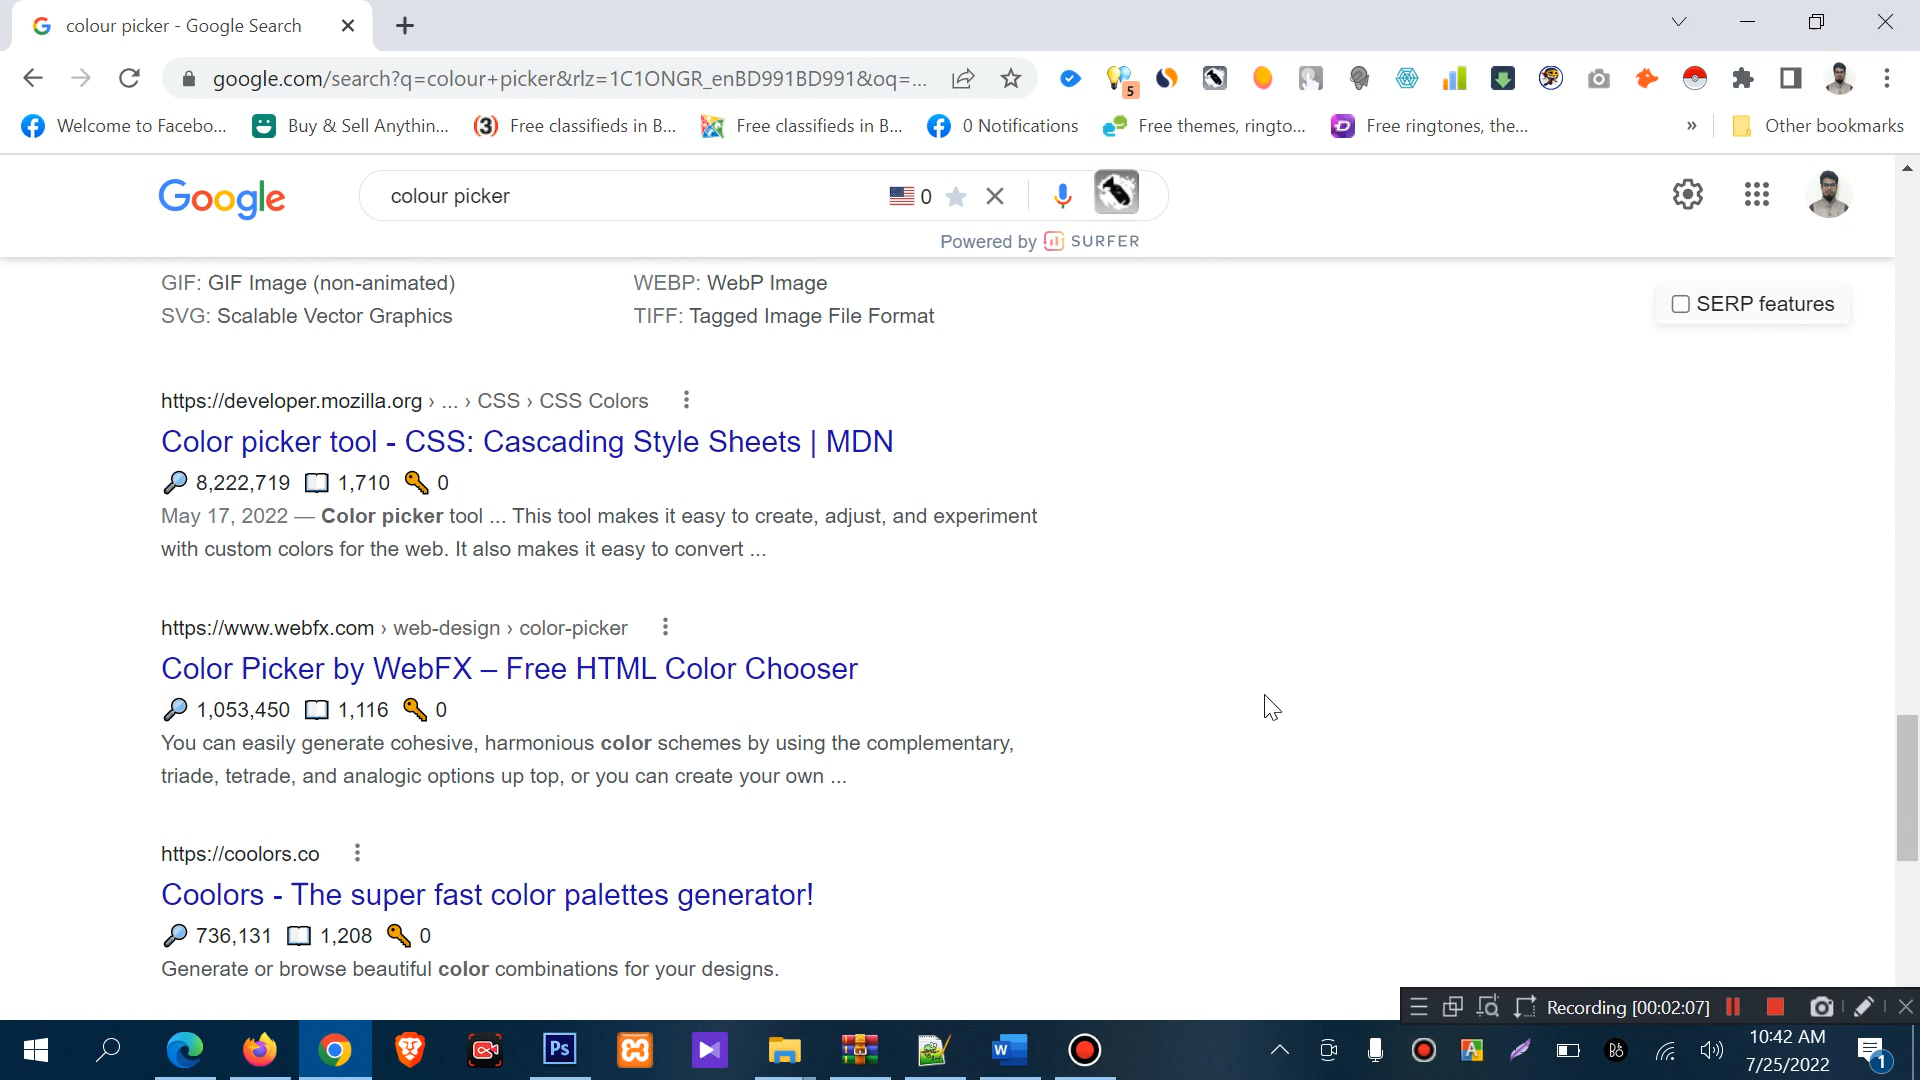 colour picker - Google Search
google.com/search?q=colour+picker&rlz=1C1ONGR_enBD991BD991&oq=...
5
Welcome to Facebo...
Buy & Sell Anythin...
Free classifieds in B...
Free classifieds in B...
0 Notifications
Free themes, ringto...
Free ringtones, the...
»
Other bookmarks
Google
colour picker
0
Powered by SURFER
GIF: GIF Image (non-animated)
WEBP: WebP Image
SVG: Scalable Vector Graphics
TIFF: Tagged Image File Format
SERP features
https://developer.mozilla.org › ... › CSS › CSS Colors
Color picker tool - CSS: Cascading Style Sheets | MDN
8,222,719 1,710 0
May 17, 2022 — Color picker tool ... This tool makes it easy to create, adjust, and experiment
with custom colors for the web. It also makes it easy to convert ...
https://www.webfx.com › web-design › color-picker
Color Picker by WebFX – Free HTML Color Chooser
1,053,450 1,116 0
You can easily generate cohesive, harmonious color schemes by using the complementary,
triade, tetrade, and analogic options up top, or you can create your own ...
https://coolors.co
Coolors - The super fast color palettes generator!
736,131 1,208 0
Generate or browse beautiful color combinations for your designs.
Recording [00:02:07]
Ps
W
10:42 AM
7/25/2022
1